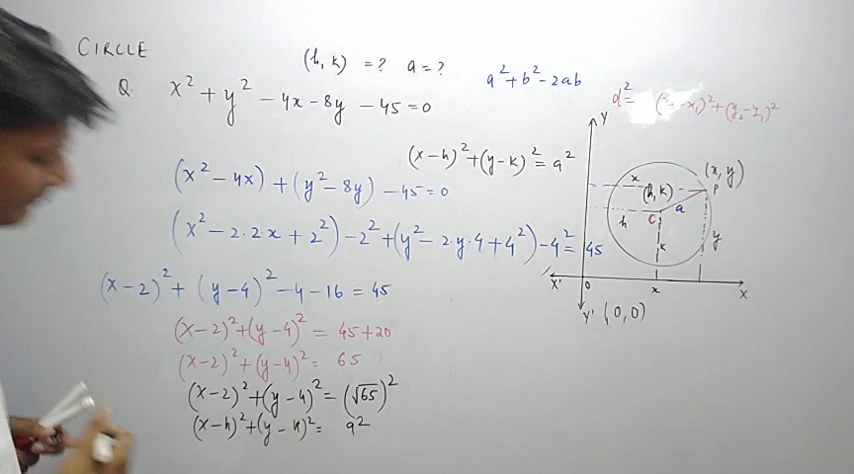 CIRCLE
(h, k) = ? a = ?
Q. x² + y² - 4x - 8y - 45 = 0
a² + b² - 2ab
(x-h)² + (y-k)² = a²
(x² - 4x) + (y² - 8y) - 45 = 0
(x² - 2·2x + 2²) - 2² + (y² - 2·y·4 + 4²) - 4² = 45
(x-2)² + (y-4)² - 4 - 16 = 45
(x-2)² + (y-4)² = 45+20
(x-2)² + (y-4)² = 65
(x-2)² + (y-4)² = (√65)²
(x-h)² + (y-k)² = a²
d² = ( ² - x₁)² + (y₂ - y₁)²
Y
(x, y)
x
(h, k)
P
h
C
a
k
y
X'
0
x
X
Y' (0,0)